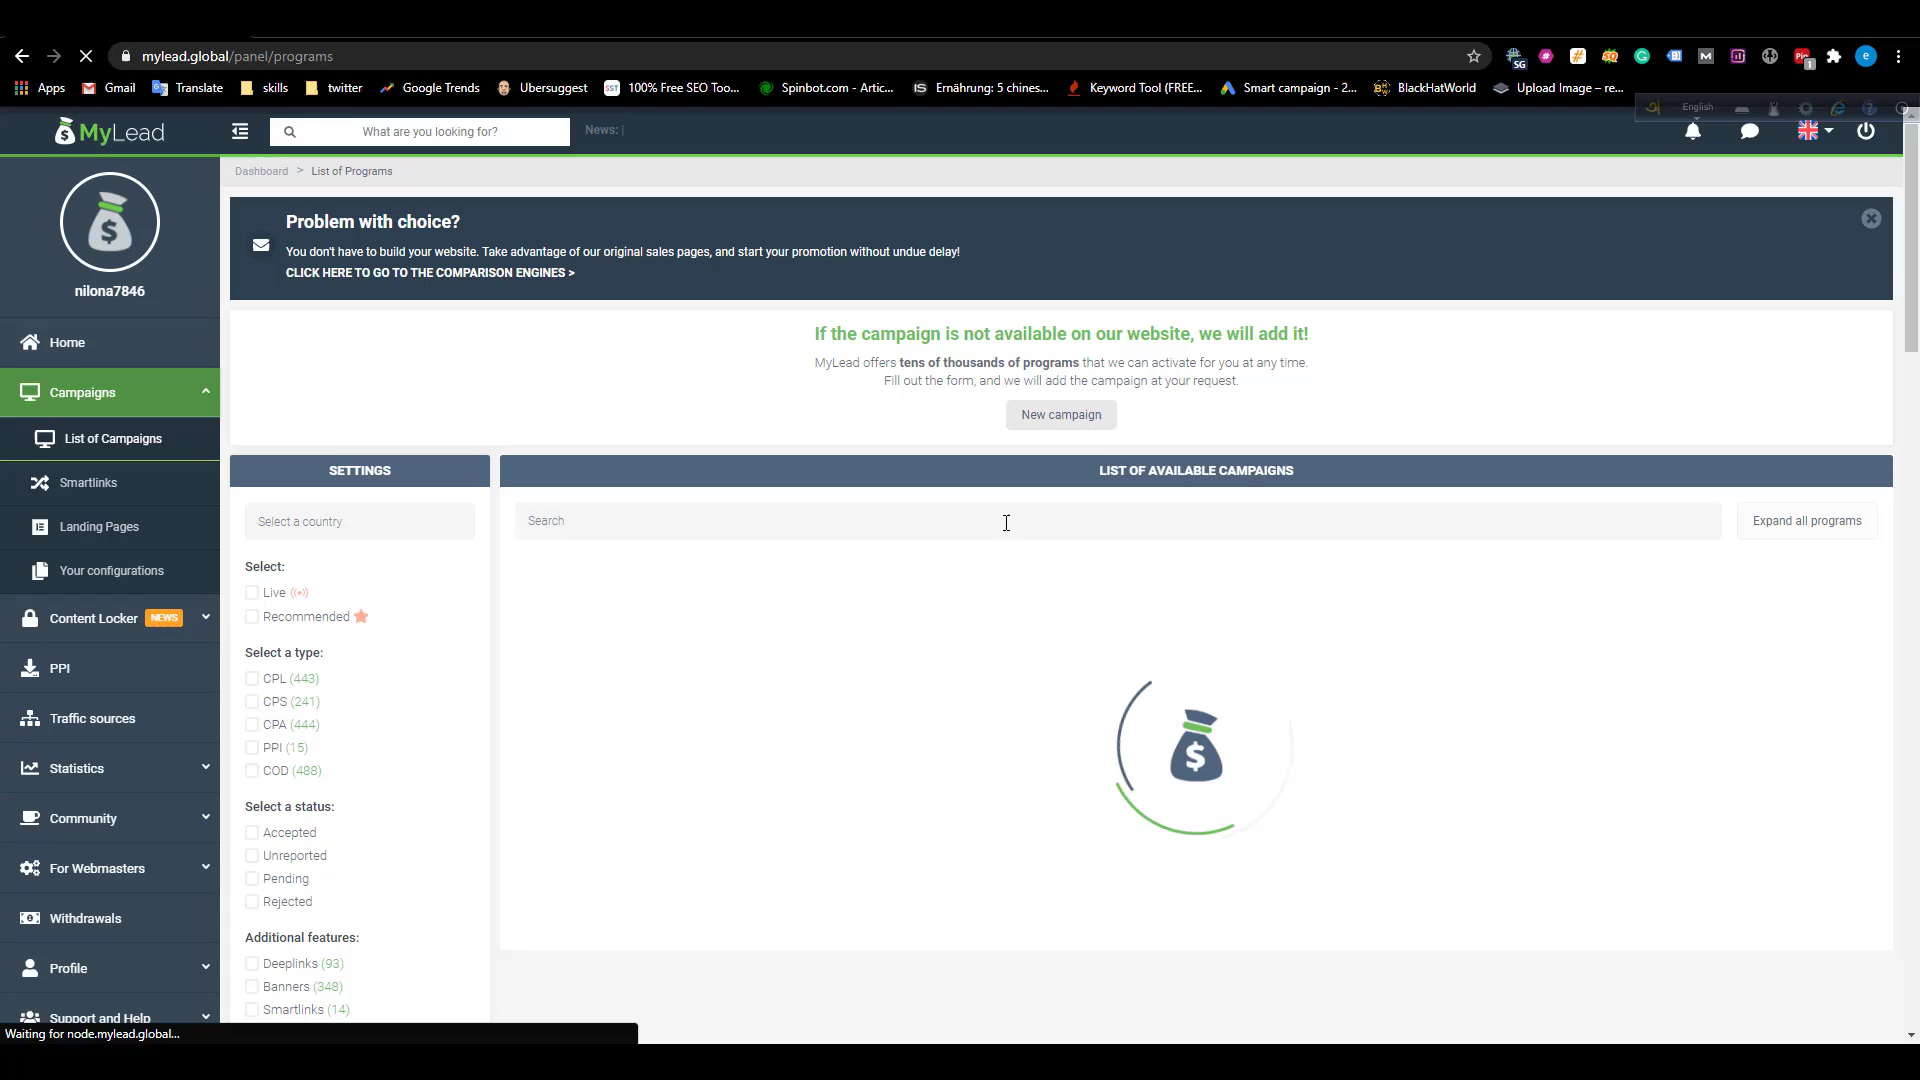 mylead.global/panel/programs
SG
1
e
Apps
Gmail
Translate
skills
twitter
Google Trends
Ubersuggest
100% Free SEO Too...
Spinbot.com - Artic...
Ernährung: 5 chines...
Keyword Tool (FREE...
Smart campaign - 2...
BlackHatWorld
Upload Image – re...
English
MyLead
What are you looking for?
News: |
Dashboard > List of Programs
Problem with choice?
You don't have to build your website. Take advantage of our original sales pages, and start your promotion without undue delay!
CLICK HERE TO GO TO THE COMPARISON ENGINES >
nilona7846
Home
Campaigns
List of Campaigns
Smartlinks
Landing Pages
Your configurations
Content Locker NEWS
PPI
Traffic sources
Statistics
Community
For Webmasters
Withdrawals
Profile
Support and Help
If the campaign is not available on our website, we will add it!
MyLead offers tens of thousands of programs that we can activate for you at any time.
Fill out the form, and we will add the campaign at your request.
New campaign
SETTINGS
Select a country
Select:
Live
Recommended
Select a type:
CPL (443)
CPS (241)
CPA (444)
PPI (15)
COD (488)
Select a status:
Accepted
Unreported
Pending
Rejected
Additional features:
Deeplinks (93)
Banners (348)
Smartlinks (14)
LIST OF AVAILABLE CAMPAIGNS
Search
Expand all programs
Waiting for node.mylead.global...